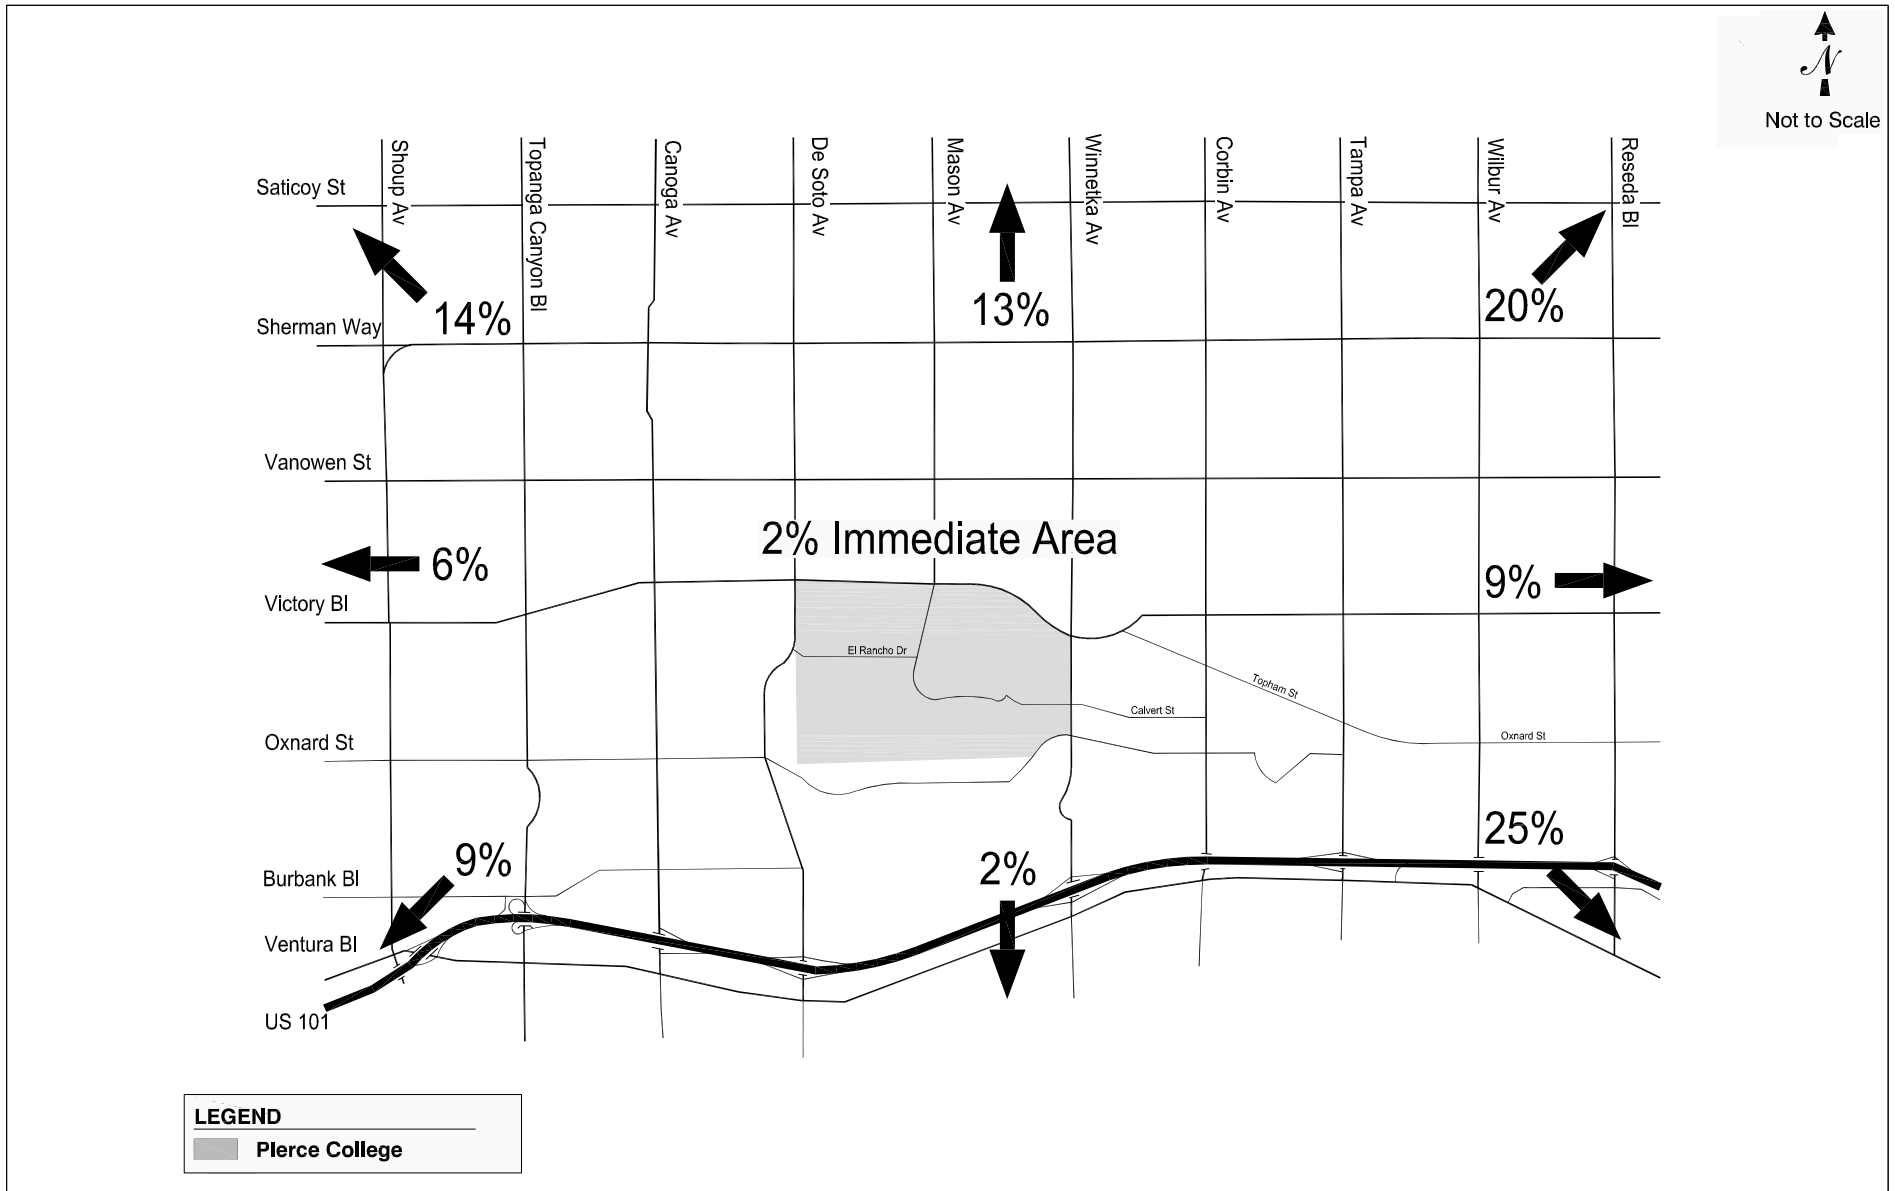 N
Not to Scale
Shoup Av
Topanga Canyon Bl
Canoga Av
De Soto Av
Mason Av
Winnetka Av
Corbin Av
Tampa Av
Wilbur Av
Reseda Bl
Saticoy St
14%
13%
20%
Sherman Way
Vanowen St
2% Immediate Area
6%
9%
Victory Bl
El Rancho Dr
Topham St
Calvert St
Oxnard St
Oxnard St
25%
9%
2%
Burbank Bl
Ventura Bl
US 101
LEGEND
Pierce College